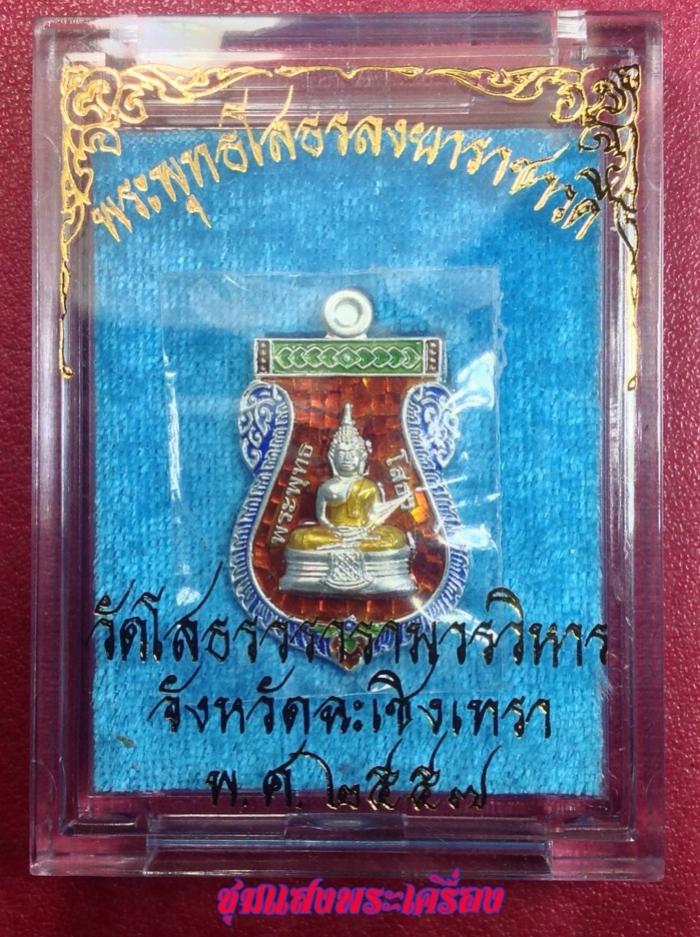 พระพุทธโสธรลงยาราชาวดี
พระพุทธ
โสธร
วัดโสธรวรารามวรวิหาร
จังหวัดฉะเชิงเทรา
พ.ศ. ๒๕๕๗
ชุมแสงพระเครื่อง